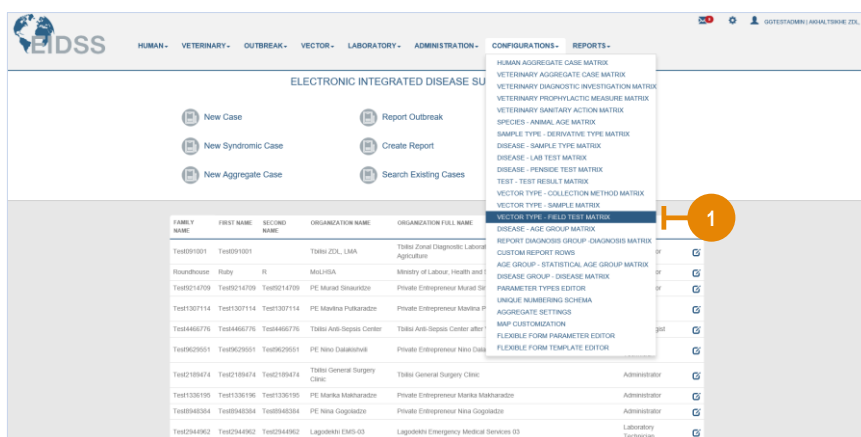 EIDSS
HUMAN
VETERINARY
OUTBREAK
VECTOR
LABORATORY
ADMINISTRATION
CONFIGURATIONS
REPORTS
GGTESTADMIN | AKHALTSIKHE ZDL,
HUMAN AGGREGATE CASE MATRIX
VETERINARY AGGREGATE CASE MATRIX
VETERINARY DIAGNOSTIC INVESTIGATION MATRIX
VETERINARY PROPHYLACTIC MEASURE MATRIX
VETERINARY SANITARY ACTION MATRIX
SPECIES - ANIMAL AGE MATRIX
SAMPLE TYPE - DERIVATIVE TYPE MATRIX
DISEASE - SAMPLE TYPE MATRIX
DISEASE - LAB TEST MATRIX
DISEASE - PENSIDE TEST MATRIX
TEST - TEST RESULT MATRIX
VECTOR TYPE - COLLECTION METHOD MATRIX
VECTOR TYPE - SAMPLE MATRIX
VECTOR TYPE - FIELD TEST MATRIX
DISEASE - AGE GROUP MATRIX
REPORT DIAGNOSIS GROUP -DIAGNOSIS MATRIX
CUSTOM REPORT ROWS
AGE GROUP - STATISTICAL AGE GROUP MATRIX
DISEASE GROUP - DISEASE MATRIX
PARAMETER TYPES EDITOR
UNIQUE NUMBERING SCHEMA
AGGREGATE SETTINGS
MAP CUSTOMIZATION
FLEXIBLE FORM PARAMETER EDITOR
FLEXIBLE FORM TEMPLATE EDITOR
1
ELECTRONIC INTEGRATED DISEASE SU
New Case
Report Outbreak
New Syndromic Case
Create Report
New Aggregate Case
Search Existing Cases
FAMILY NAME FIRST NAME SECOND NAME ORGANIZATION NAME ORGANIZATION FULL NAME
Test091001 Test091001 Tbilisi ZDL, LMA Tbilisi Zonal Diagnostic Laborat
Agriculture
Roundhouse Ruby R MoLHSA Ministry of Labour, Health and
Test9214709 Test9214709 Test9214709 PE Murad Sinauridze Private Entrepreneur Murad Sin
Test1307114 Test1307114 Test1307114 PE Mavlina Putkaradze Private Entrepreneur Mavlina P
Test4466776 Test4466776 Test4466776 Tbilisi Anti-Sepsis Center Tbilisi Anti-Sepsis Center after
Test9629551 Test9629551 Test9629551 PE Nino Dalakishvili Private Entrepreneur Nino Dala
Test2189474 Test2189474 Test2189474 Tbilisi General Surgery Clinic Tbilisi General Surgery Clinic Administrator
Test1336195 Test1336196 Test1336195 PE Marika Makharadze Private Entrepreneur Marika Makharadze Administrator
Test8948384 Test8948384 Test8948384 PE Nina Gogoladze Private Entrepreneur Nina Gogoladze Administrator
Test2944962 Test2944962 Test2944962 Lagodekhi EMS-03 Lagodekhi Emergency Medical Services 03 Laboratory
Technician